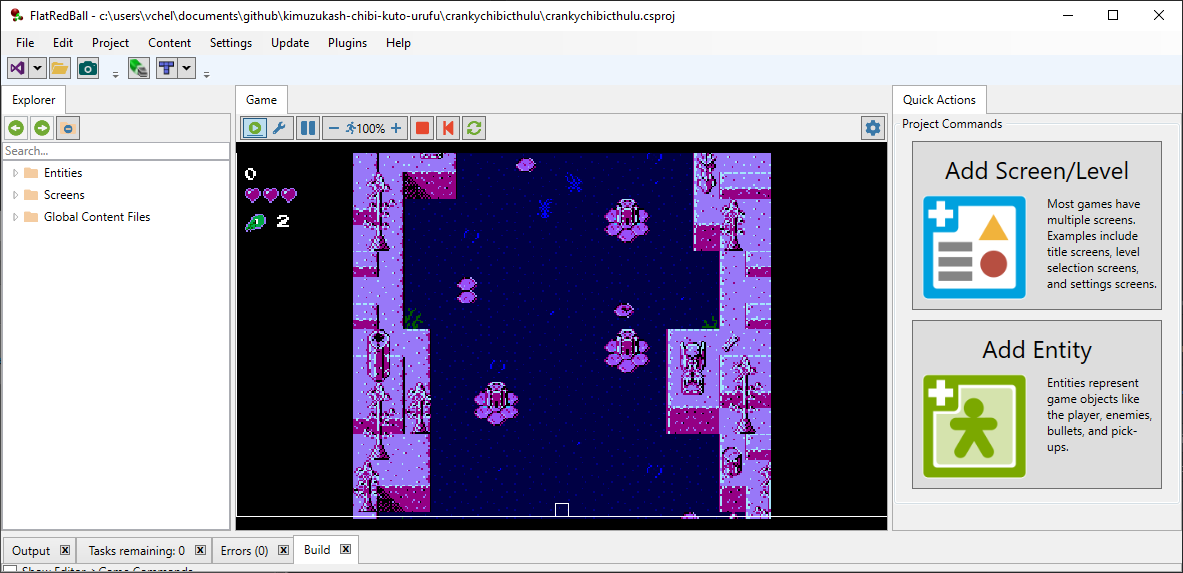 FlatRedBall - c:\users\vchel\documents\github\kimuzukash-chibi-kuto-urufu\crankychibicthulu\crankychibicthulu.csproj
File Edit Project Content Settings Update Plugins Help
Explorer
Game
Quick Actions
100%
Project Commands
Search...
Entities
Screens
Global Content Files
0
1 2
Add Screen/Level
Most games have
multiple screens.
Examples include
title screens, level
selection screens,
and settings screens.
Add Entity
Entities represent
game objects like
the player, enemies,
bullets, and pick-
ups.
Output Tasks remaining: 0 Errors (0) Build
Show Editor -> Game Commands